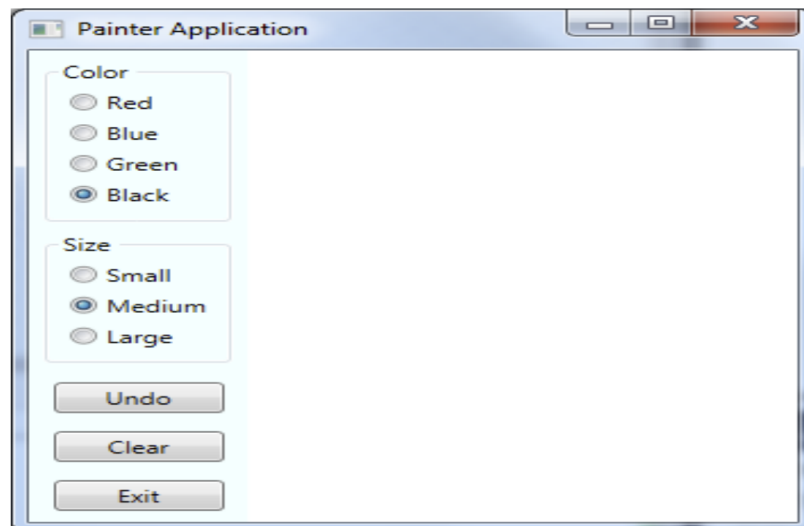 Painter Application
Color
Red
Blue
Green
Black
Size
Small
Medium
Large
Undo
Clear
Exit